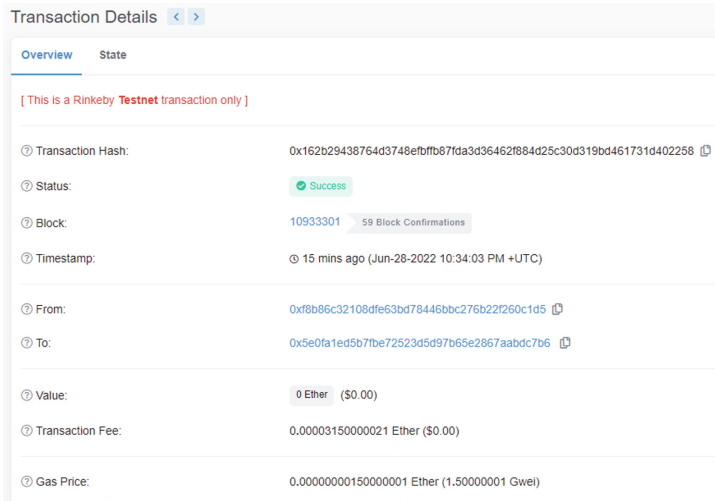 Transaction Details
Overview State
[ This is a Rinkeby Testnet transaction only ]
Transaction Hash: 0x162b29438764d3748efbffb87fda3d36462f884d25c30d319bd461731d402258
Status: Success
Block: 10933301 59 Block Confirmations
Timestamp: 15 mins ago (Jun-28-2022 10:34:03 PM +UTC)
From: 0xf8b86c32108dfe63bd78446bbc276b22f260c1d5
To: 0x5e0fa1ed5b7fbe72523d5d97b65e2867aabdc7b6
Value: 0 Ether ($0.00)
Transaction Fee: 0.00003150000021 Ether ($0.00)
Gas Price: 0.00000000150000001 Ether (1.50000001 Gwei)